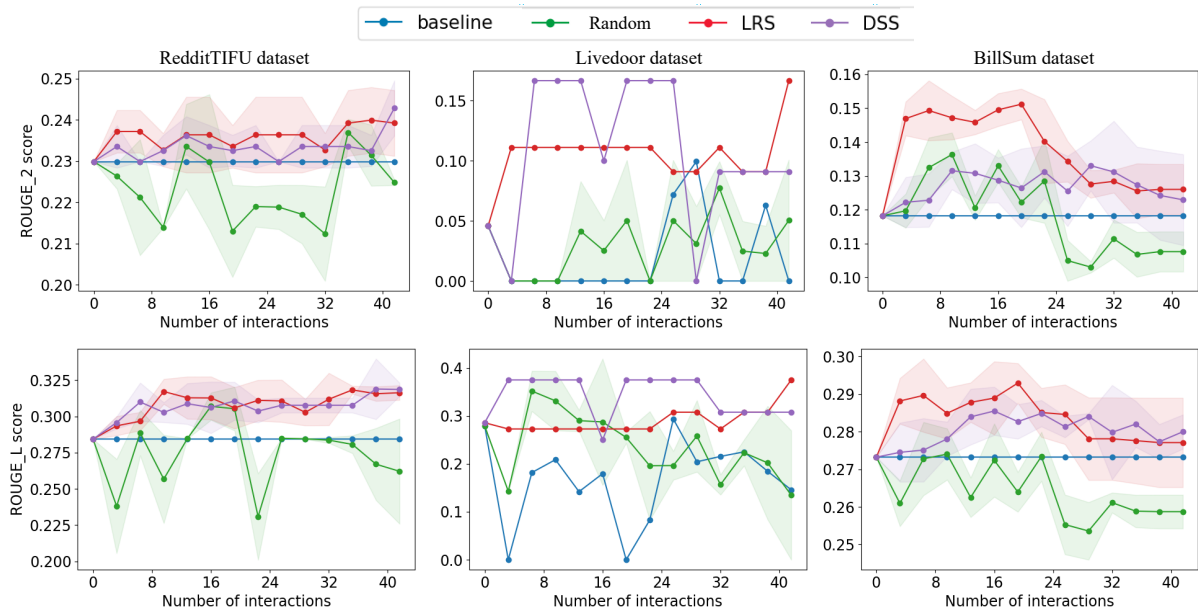 baseline Random LRS DSS
RedditTIFU dataset Livedoor dataset BillSum dataset
ROUGE_2 score
0.25
0.24
0.23
0.22
0.21
0.20
0 8 16 24 32 40
Number of interactions
0.15
0.10
0.05
0.00
0 8 16 24 32 40
Number of interactions
0.16
0.15
0.14
0.13
0.12
0.11
0.10
0 8 16 24 32 40
Number of interactions
ROUGE_L score
0.325
0.300
0.275
0.250
0.225
0.200
0 8 16 24 32 40
Number of interactions
0.4
0.3
0.2
0.1
0.0
0 8 16 24 32 40
Number of interactions
0.30
0.29
0.28
0.27
0.26
0.25
0 8 16 24 32 40
Number of interactions